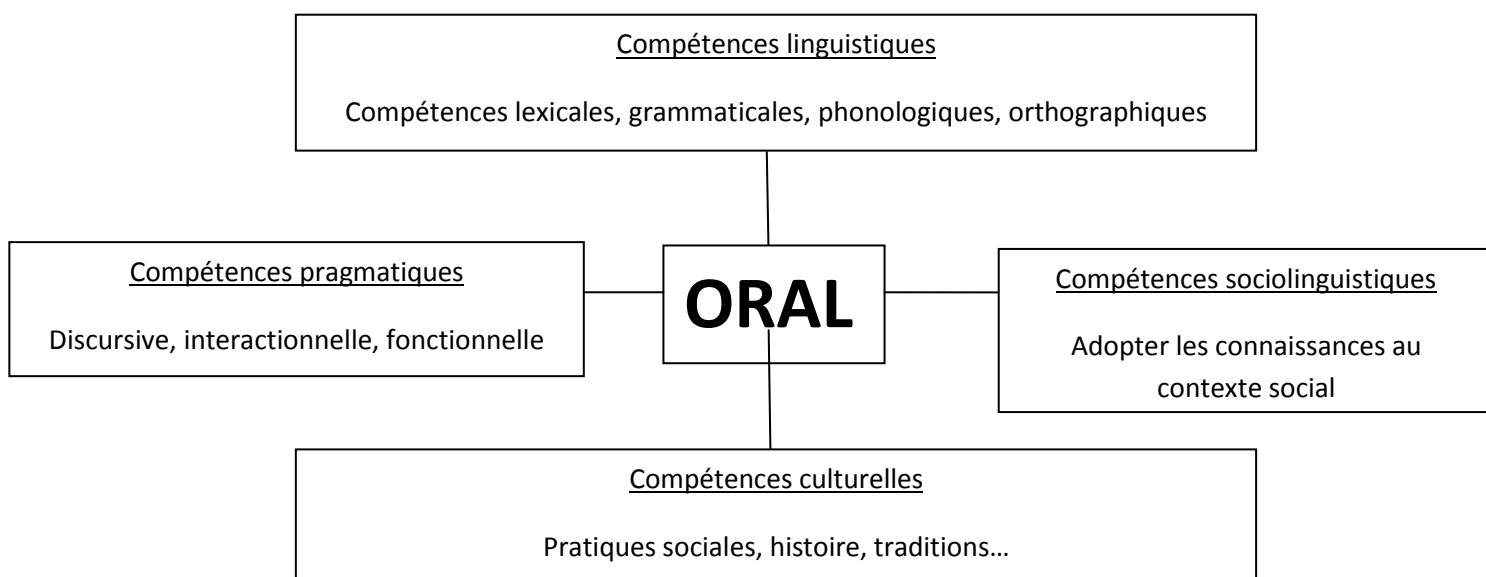 Compétences linguistiques
Compétences lexicales, grammaticales, phonologiques, orthographiques
Compétences pragmatiques
Discursive, interactionnelle, fonctionnelle
ORAL
Compétences sociolinguistiques
Adopter les connaissances au
contexte social
Compétences culturelles
Pratiques sociales, histoire, traditions…